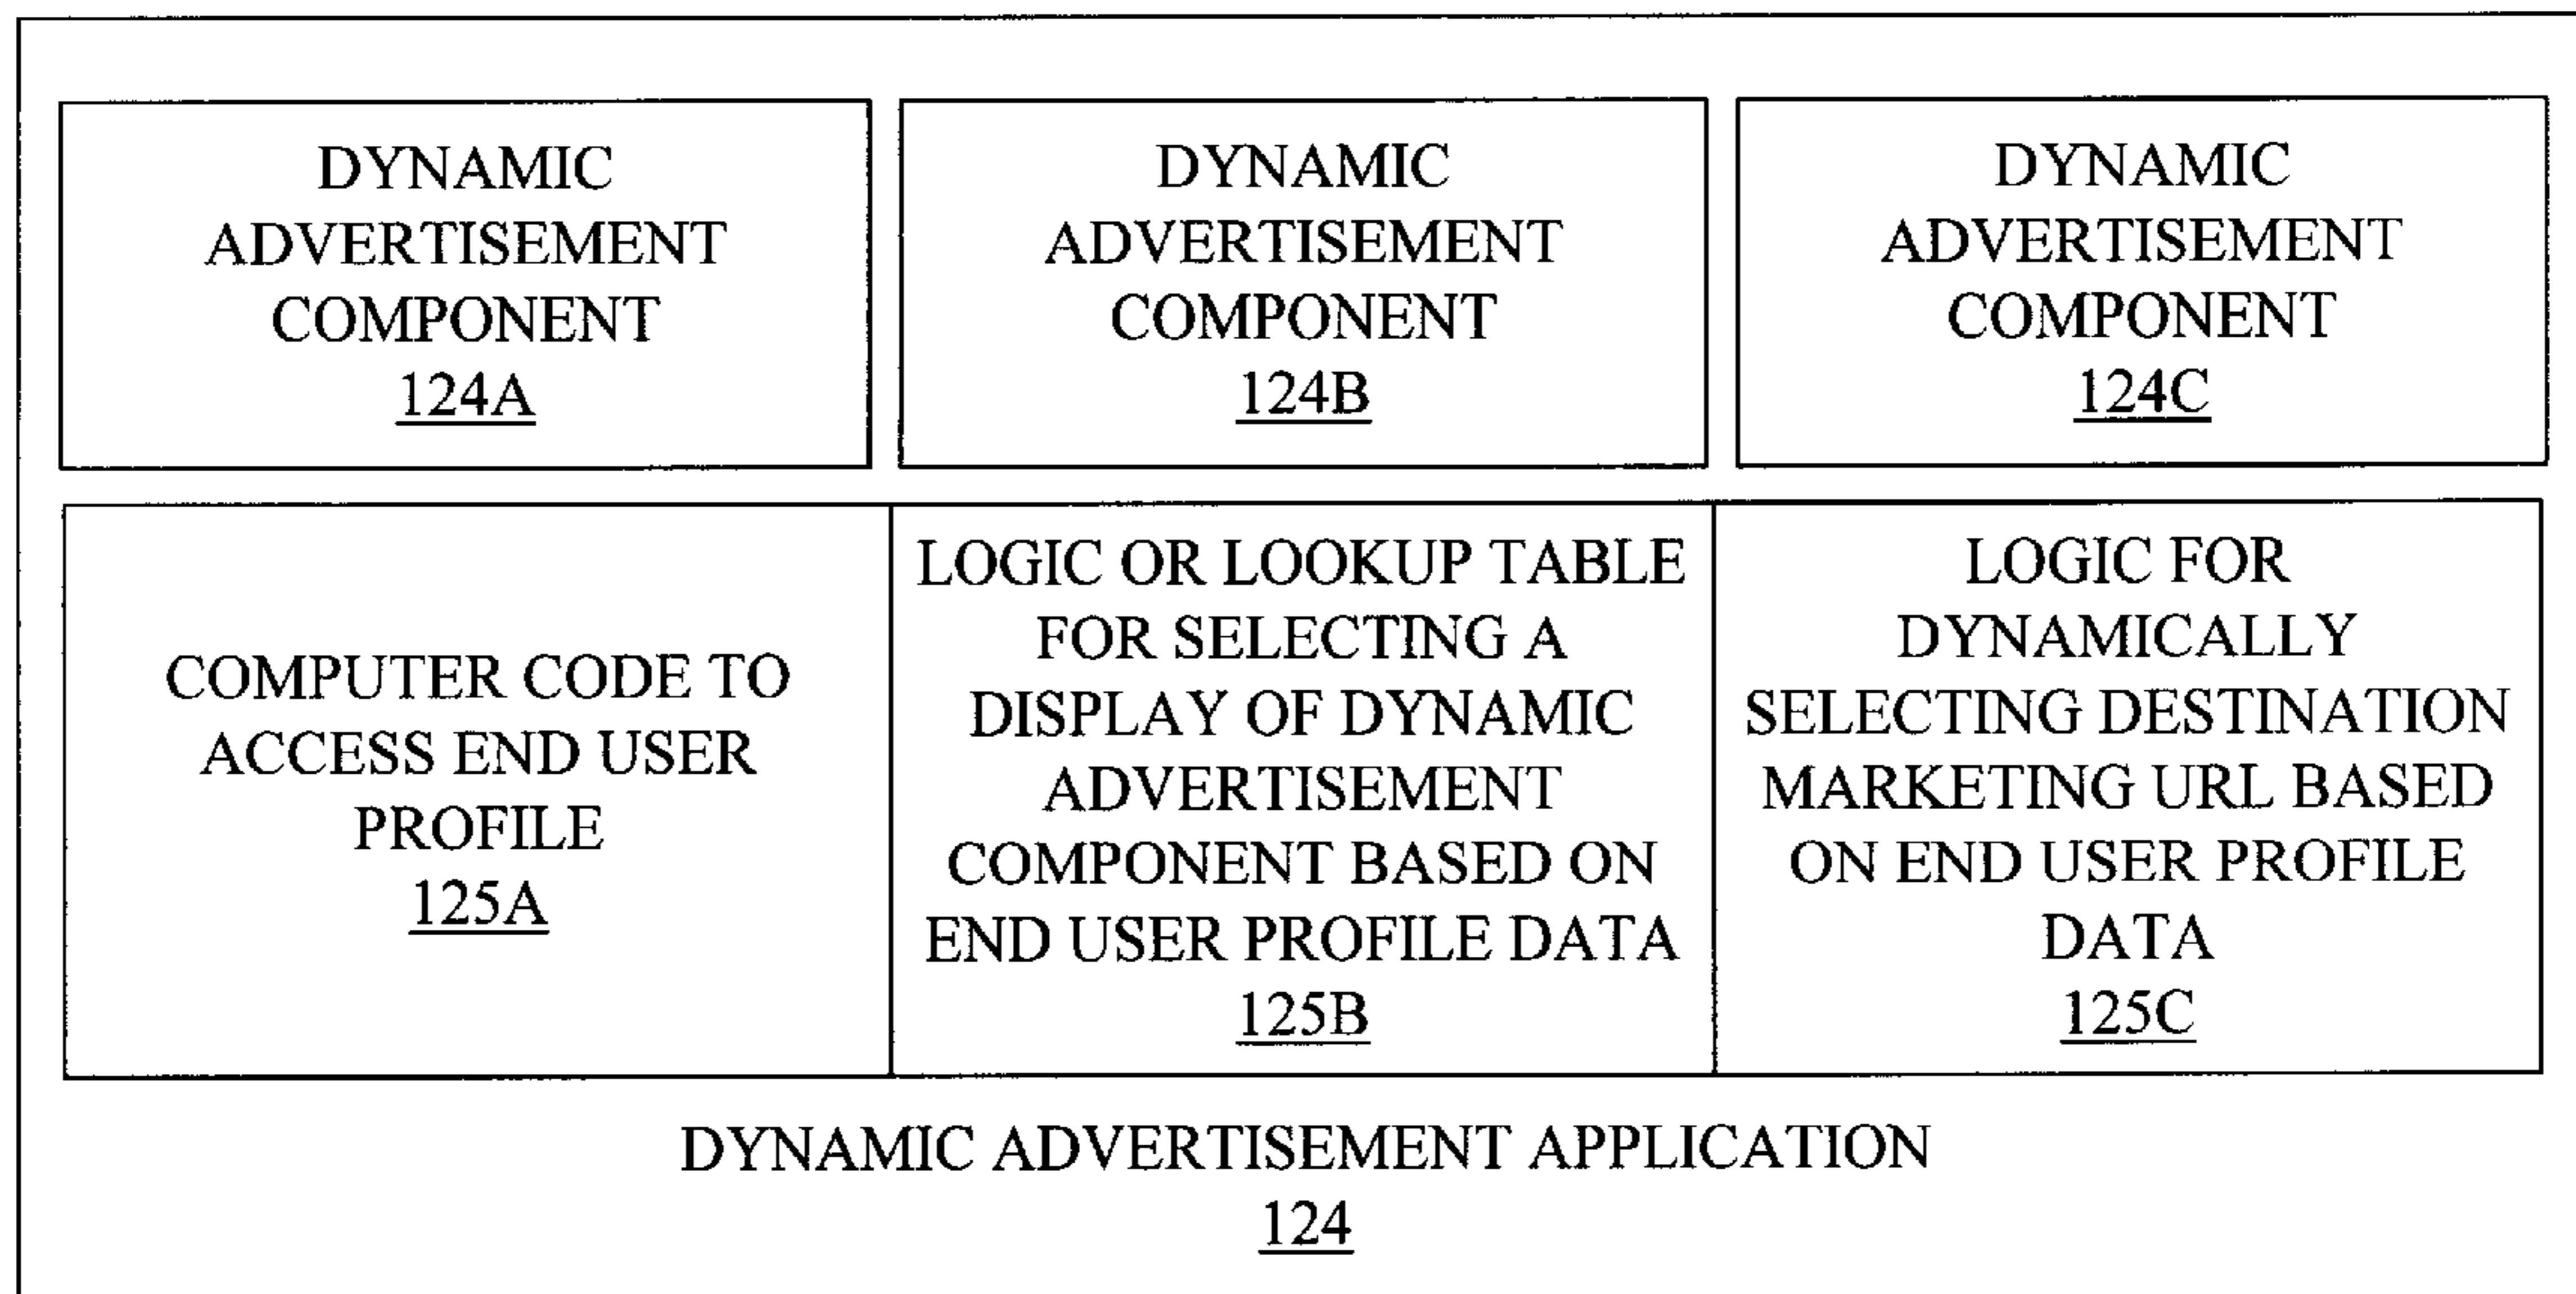 DYNAMIC
ADVERTISEMENT
COMPONENT
124A
DYNAMIC
ADVERTISEMENT
COMPONENT
124B
DYNAMIC
ADVERTISEMENT
COMPONENT
124C
COMPUTER CODE TO
ACCESS END USER
PROFILE
125A
LOGIC OR LOOKUP TABLE
FOR SELECTING A
DISPLAY OF DYNAMIC
ADVERTISEMENT
COMPONENT BASED ON
END USER PROFILE DATA
125B
LOGIC FOR
DYNAMICALLY
SELECTING DESTINATION
MARKETING URL BASED
ON END USER PROFILE
DATA
125C
DYNAMIC ADVERTISEMENT APPLICATION
124